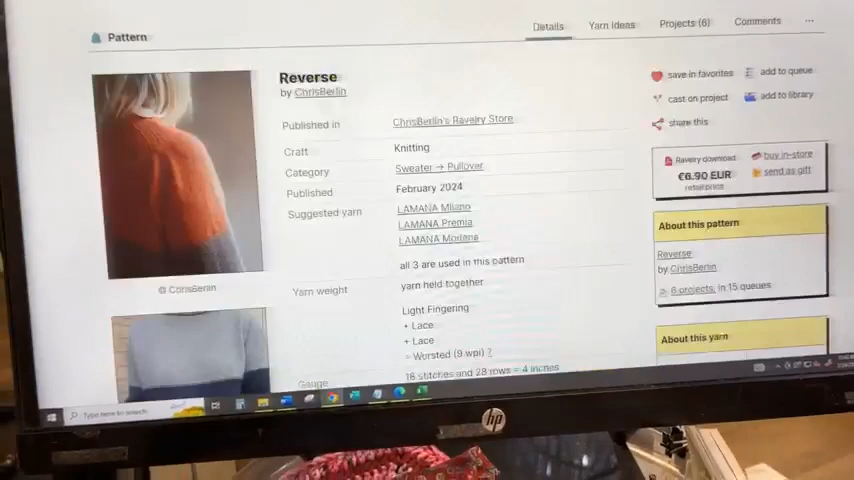 Pattern
Details
Yarn Ideas
Projects (6)
Comments
...
Reverse
by ChrisBerlin
Published in
ChrisBerlin's Ravelry Store
Craft
Knitting
Category
Sweater → Pullover
Published
February 2024
Suggested yarn
LAMANA Milano
LAMANA Premia
LAMANA Modena
all 3 are used in this pattern
Yarn weight
yarn held together
Light Fingering
+ Lace
+ Lace
= Worsted (9 wpi) ?
Gauge
16 stitches and 28 rows = 4 inches
© ChrisBerlin
save in favorites
add to queue
cast on project
add to library
share this
Ravelry download
€6.90 EUR
retail price
buy in-store
send as gift
About this pattern
Reverse
by ChrisBerlin
6 projects, in 15 queues
About this yarn
Type here to search
hp